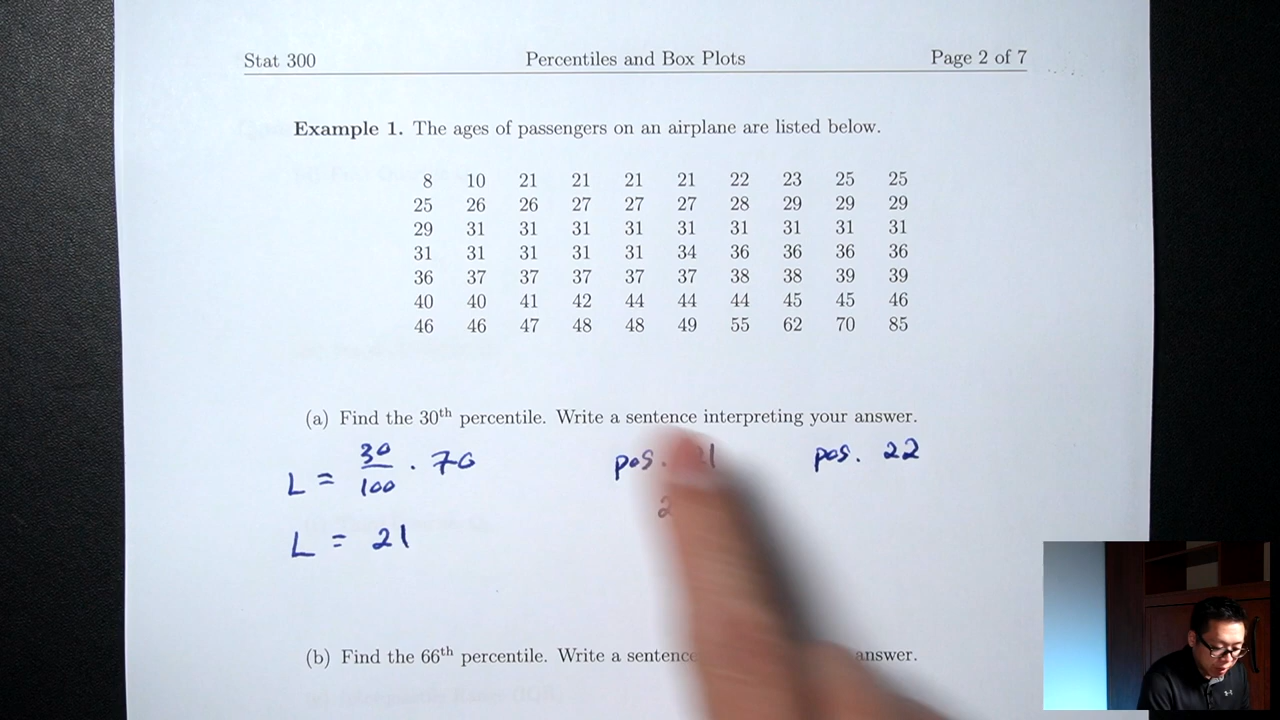 Stat 300 Percentiles and Box Plots Page 2 of 7
Example 1. The ages of passengers on an airplane are listed below.
8 10 21 21 21 21 22 23 25 25
25 26 26 27 27 27 28 29 29 29
29 31 31 31 31 31 31 31 31 31
31 31 31 31 31 34 36 36 36 36
36 37 37 37 37 37 38 38 39 39
40 40 41 42 44 44 44 45 45 46
46 46 47 48 48 49 55 62 70 85
(a) Find the 30th percentile. Write a sentence interpreting your answer.
L = 30/100 · 70 pos. 21 pos. 22
L = 21
(b) Find the 66th percentile. Write a sentence answer.